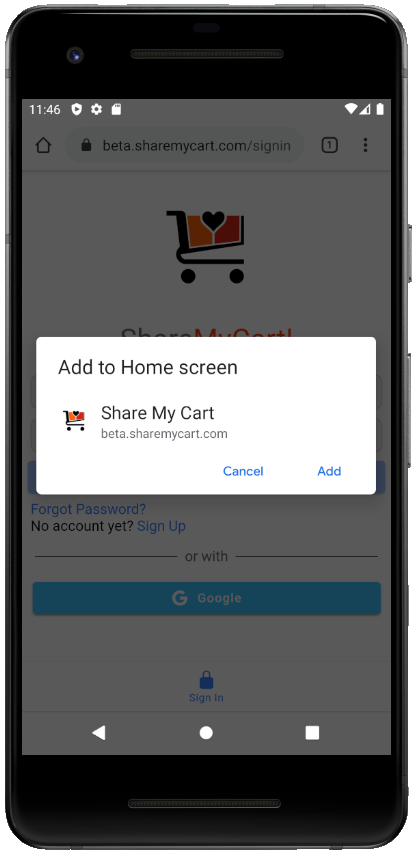 11:46
beta.sharemycart.com/signin
1
ShareMyCart!
Add to Home screen
Share My Cart
beta.sharemycart.com
Cancel
Add
Forgot Password?
No account yet? Sign Up
or with
G Google
Sign In